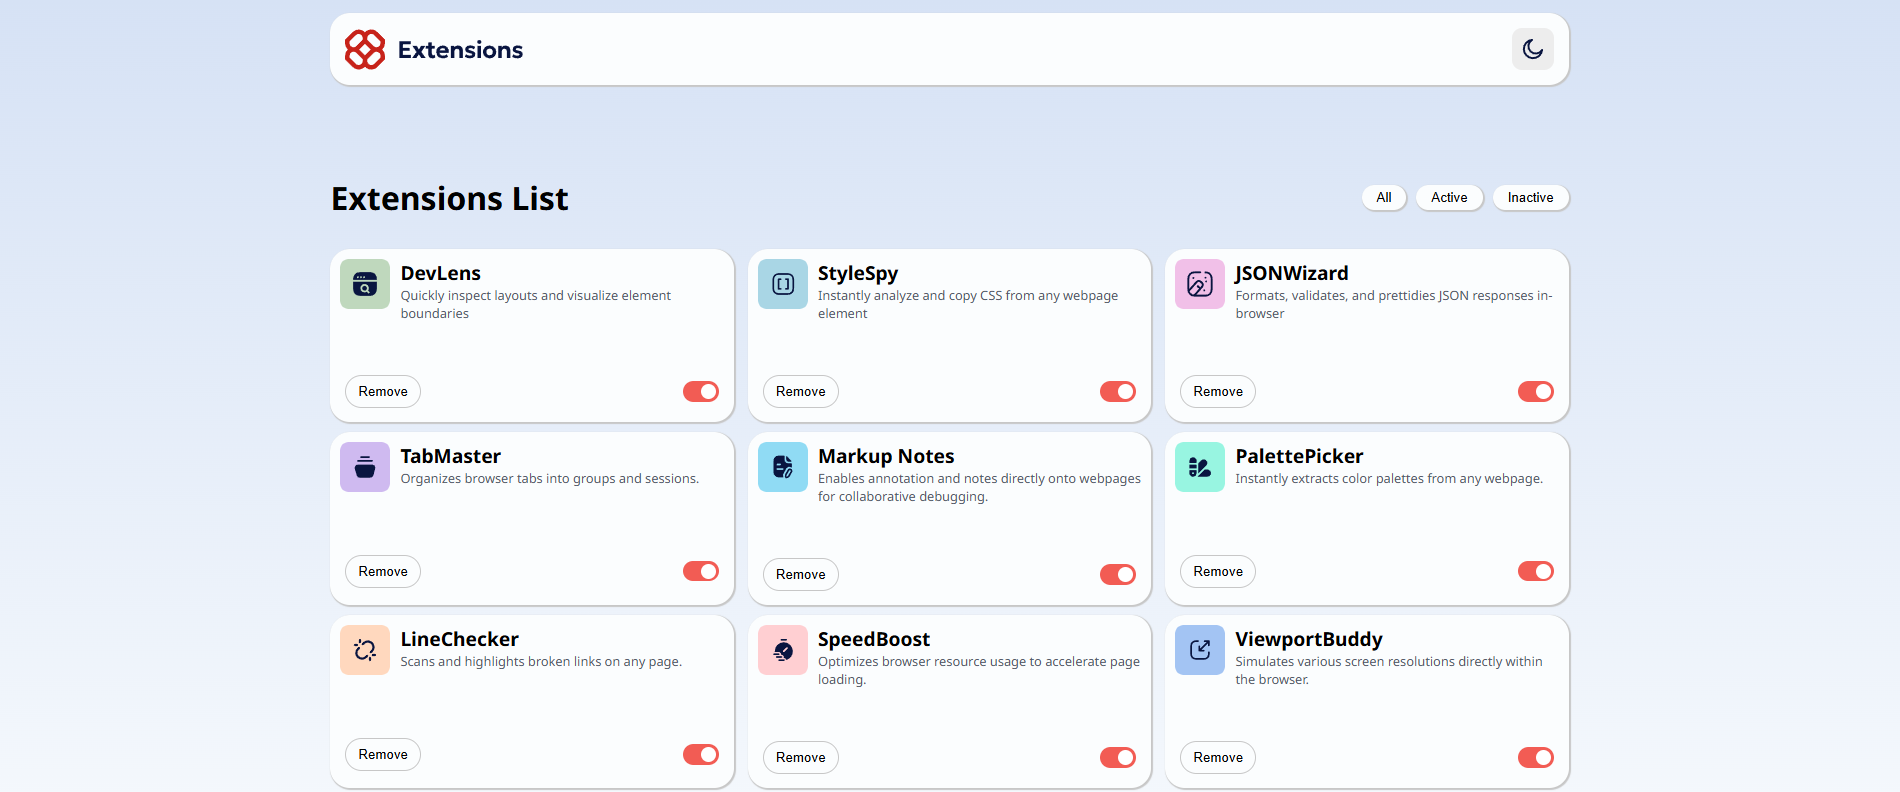 Extensions
Extensions List
All Active Inactive
DevLens
Quickly inspect layouts and visualize element
boundaries
Remove
StyleSpy
Instantly analyze and copy CSS from any webpage
element
Remove
JSONWizard
Formats, validates, and prettidies JSON responses in-
browser
Remove
TabMaster
Organizes browser tabs into groups and sessions.
Remove
Markup Notes
Enables annotation and notes directly onto webpages
for collaborative debugging.
Remove
PalettePicker
Instantly extracts color palettes from any webpage.
Remove
LineChecker
Scans and highlights broken links on any page.
Remove
SpeedBoost
Optimizes browser resource usage to accelerate page
loading.
Remove
ViewportBuddy
Simulates various screen resolutions directly within
the browser.
Remove